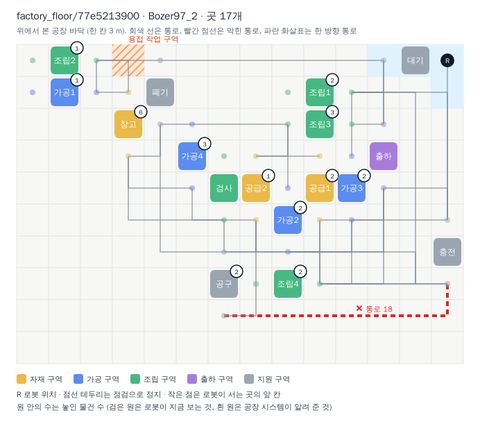 factory_floor/77e5213900 · Bozer97_2 · 곳 17개
위에서 본 공장 바닥 (한 칸 3 m). 회색 선은 통로, 빨간 점선은 막힌 통로, 파란 화살표는 한 방향 통로
용접 작업 구역
조립2 1
대기
R
가공1 1
폐기
조립1 2
창고 6
조립3 3
가공4 3
출하
검사
공급2 1
공급1 2
가공3 2
가공2 2
충전
공구 2
조립4 2
✕ 통로 18
자재 구역
가공 구역
조립 구역
출하 구역
지원 구역
R 로봇 위치 · 점선 테두리는 점검으로 정지 · 작은 점은 로봇이 서는 곳의 앞 칸
원 안의 수는 놓인 물건 수 (검은 원은 로봇이 지금 보는 것, 흰 원은 공장 시스템이 알려 준 것)